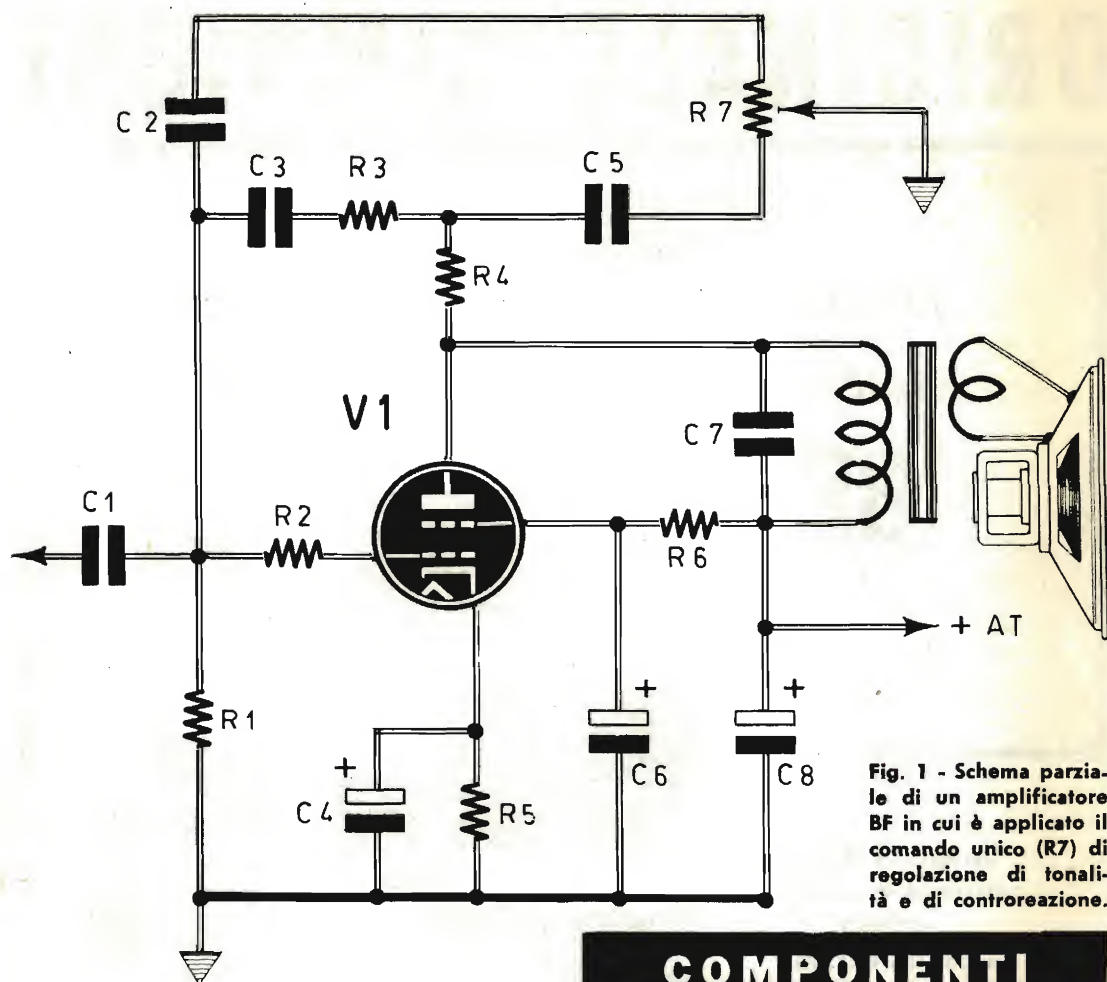 C 2
R 7
C 3
R 3
C 5
R 4
V1
C 7
C 1
R 2
R 6
+ AT
R 1
+
C 4
R 5
+
C 6
+
C 8
Fig. 1 - Schema parzia-
le di un amplificatore
BF in cui è applicato il
comando unico (R7) di
regolazione di tonali-
tà e di controreazione.
COMPONENTI